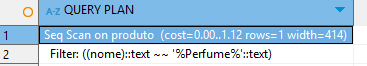 A-Z QUERY PLAN
1 Seq Scan on produto (cost=0.00..1.12 rows=1 width=414)
2 Filter: ((nome)::text ~~ '%Perfume%'::text)